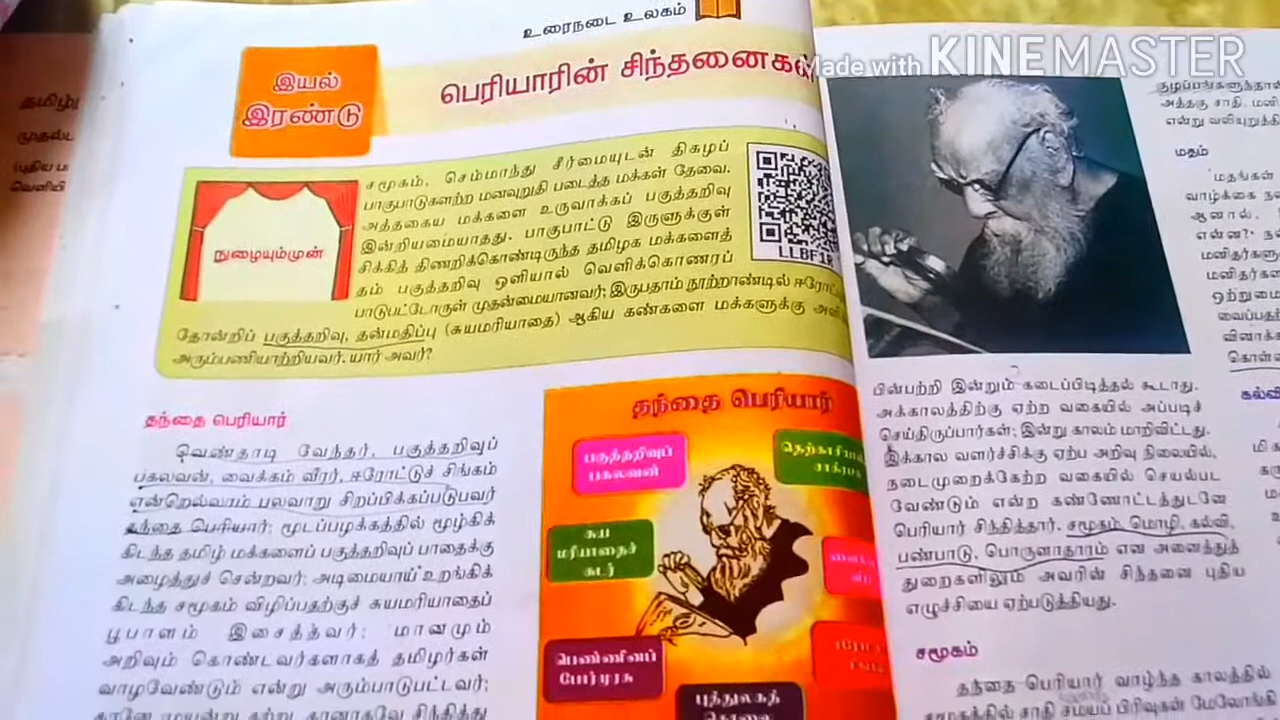 Made with KINEMASTER
உரைநடை உலகம்
இயல்
இரண்டு
பெரியாரின் சிந்தனைகள்
நுழையும்முன்
சமூகம், செம்மாந்து சீர்மையுடன் திகழப்
பாகுபாடுகளற்ற மனவுறுதி படைத்த மக்கள் தேவை.
அத்தகைய மக்களை உருவாக்கப் பகுத்தறிவு
இன்றியமையாதது. பாகுபாட்டு இருளுக்குள்
சிக்கித் திணறிக்கொண்டிருந்த தமிழக மக்களைத்
தம் பகுத்தறிவு ஒளியால் வெளிக்கொணரப்
பாடுபட்டோருள் முதன்மையானவர்; இருபதாம் நூற்றாண்டில்
தோன்றிப் பகுத்தறிவு, தன்மதிப்பு (சுயமரியாதை) ஆகிய கண்களை மக்களுக்கு
அரும்பணியாற்றியவர். யார் அவர்?
LLBF1R
தந்தை பெரியார்
வெண்தாடி வேந்தர், பகுத்தறிவுப்
பகலவன், வைக்கம் வீரர், ஈரோட்டுச் சிங்கம்
என்றெல்லாம் பலவாறு சிறப்பிக்கப்படுபவர்
தந்தை பெரியார்; மூடப்பழக்கத்தில் மூழ்கிக்
கிடந்த தமிழ் மக்களைப் பகுத்தறிவுப் பாதைக்கு
அழைத்துச் சென்றவர்; அடிமையாய் உறங்கிக்
கிடந்த சமூகம் விழிப்பதற்குச் சுயமரியாதைப்
பூபாளம் இசைத்தவர்; மானமும்
அறிவும் கொண்டவர்களாகத் தமிழர்கள்
வாழவேண்டும் என்று அரும்பாடுபட்டவர்;
தந்தை பெரியார்
பகுத்தறிவுப்
பகலவன்
சுய
மரியாதைச்
சுடர்
பெண்ணினப்
போர்முரசு
புத்துலகத்
பின்பற்றி இன்றும் கடைப்பிடித்தல் கூடாது.
அக்காலத்திற்கு ஏற்ற வகையில் அப்படிச்
செய்திருப்பார்கள்; இன்று காலம் மாறிவிட்டது.
இக்கால வளர்ச்சிக்கு ஏற்ப அறிவு நிலையில்,
நடைமுறைக்கேற்ற வகையில் செயல்பட
வேண்டும் என்ற கண்ணோட்டத்துடனே
பெரியார் சிந்தித்தார். சமூகம், மொழி, கல்வி,
பண்பாடு, பொருளாதாரம் என அனைத்துத்
துறைகளிலும் அவரின் சிந்தனை புதிய
எழுச்சியை ஏற்படுத்தியது.
சமூகம்
தந்தை பெரியார் வாழ்ந்த காலத்தில்
சமூகத்தில் சாதி சமயப் பிரிவுகள் மேலோங்கி
மதம்
மதங்கள்